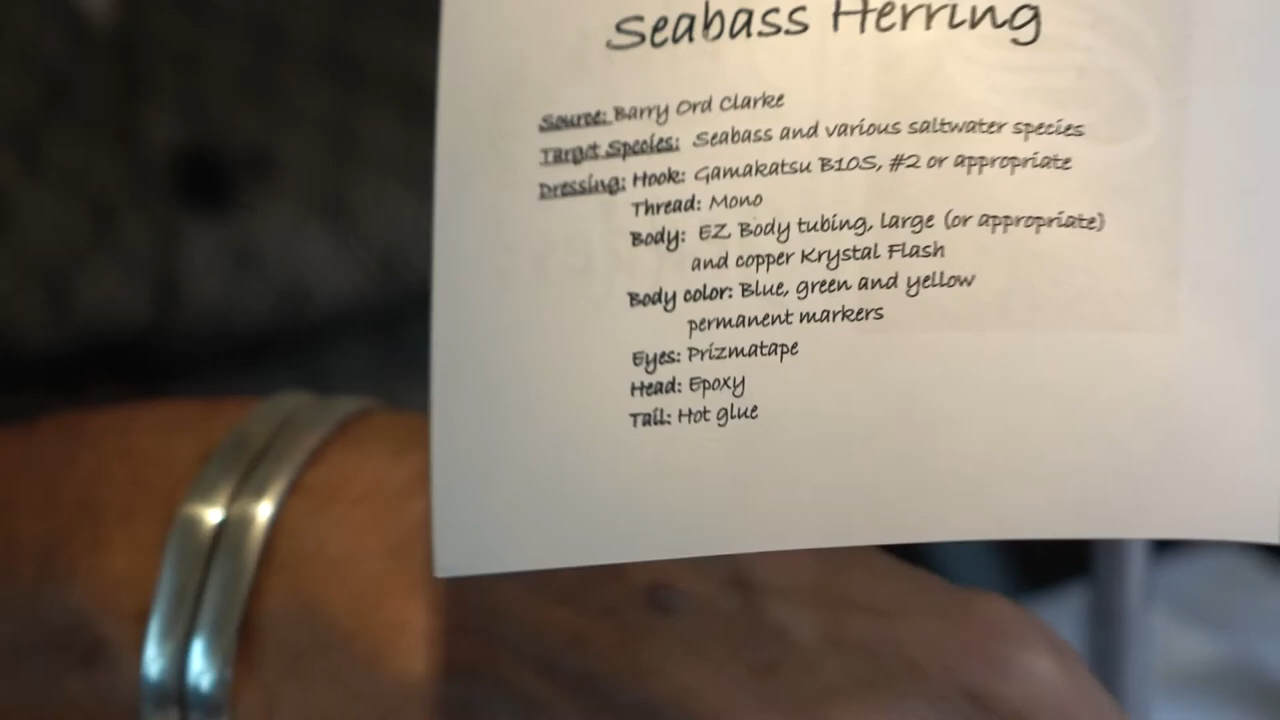 Seabass Herring
Source: Barry Ord Clarke
Target Species: Seabass and various saltwater species
Dressing: Hook: Gamakatsu B10S, #2 or appropriate
Thread: Mono
Body: EZ Body tubing, large (or appropriate)
and copper Krystal Flash
Body color: Blue, green and yellow
permanent markers
Eyes: Prizmatape
Head: Epoxy
Tail: Hot glue